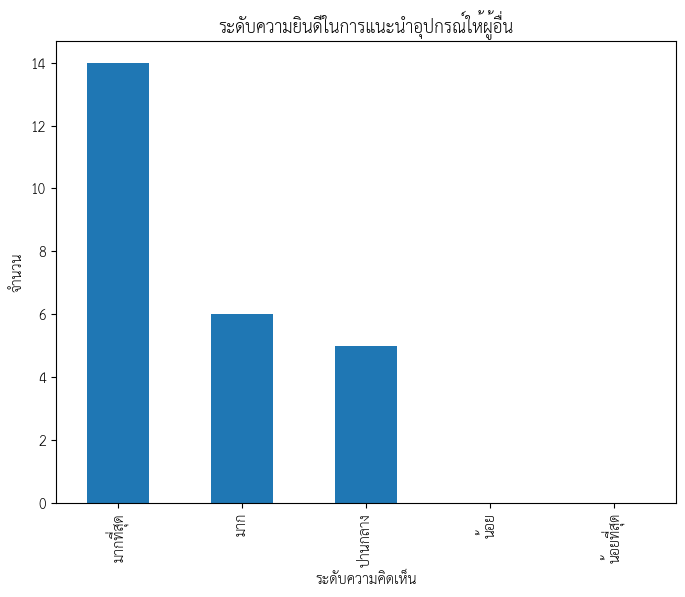 ระดับความยินดีในการแนะนำอุปกรณ์ให้ผู้อื่น
14
12
10
8
6
4
2
0
จำนวน
มากที่สุด
มาก
ปานกลาง
น้อย
น้อยที่สุด
ระดับความคิดเห็น